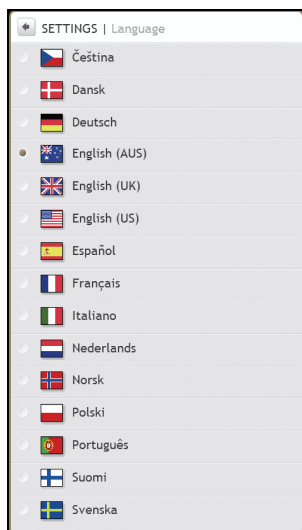 SETTINGS | Language
Čeština
Dansk
Deutsch
English (AUS)
English (UK)
English (US)
Español
Français
Italiano
Nederlands
Norsk
Polski
Português
Suomi
Svenska